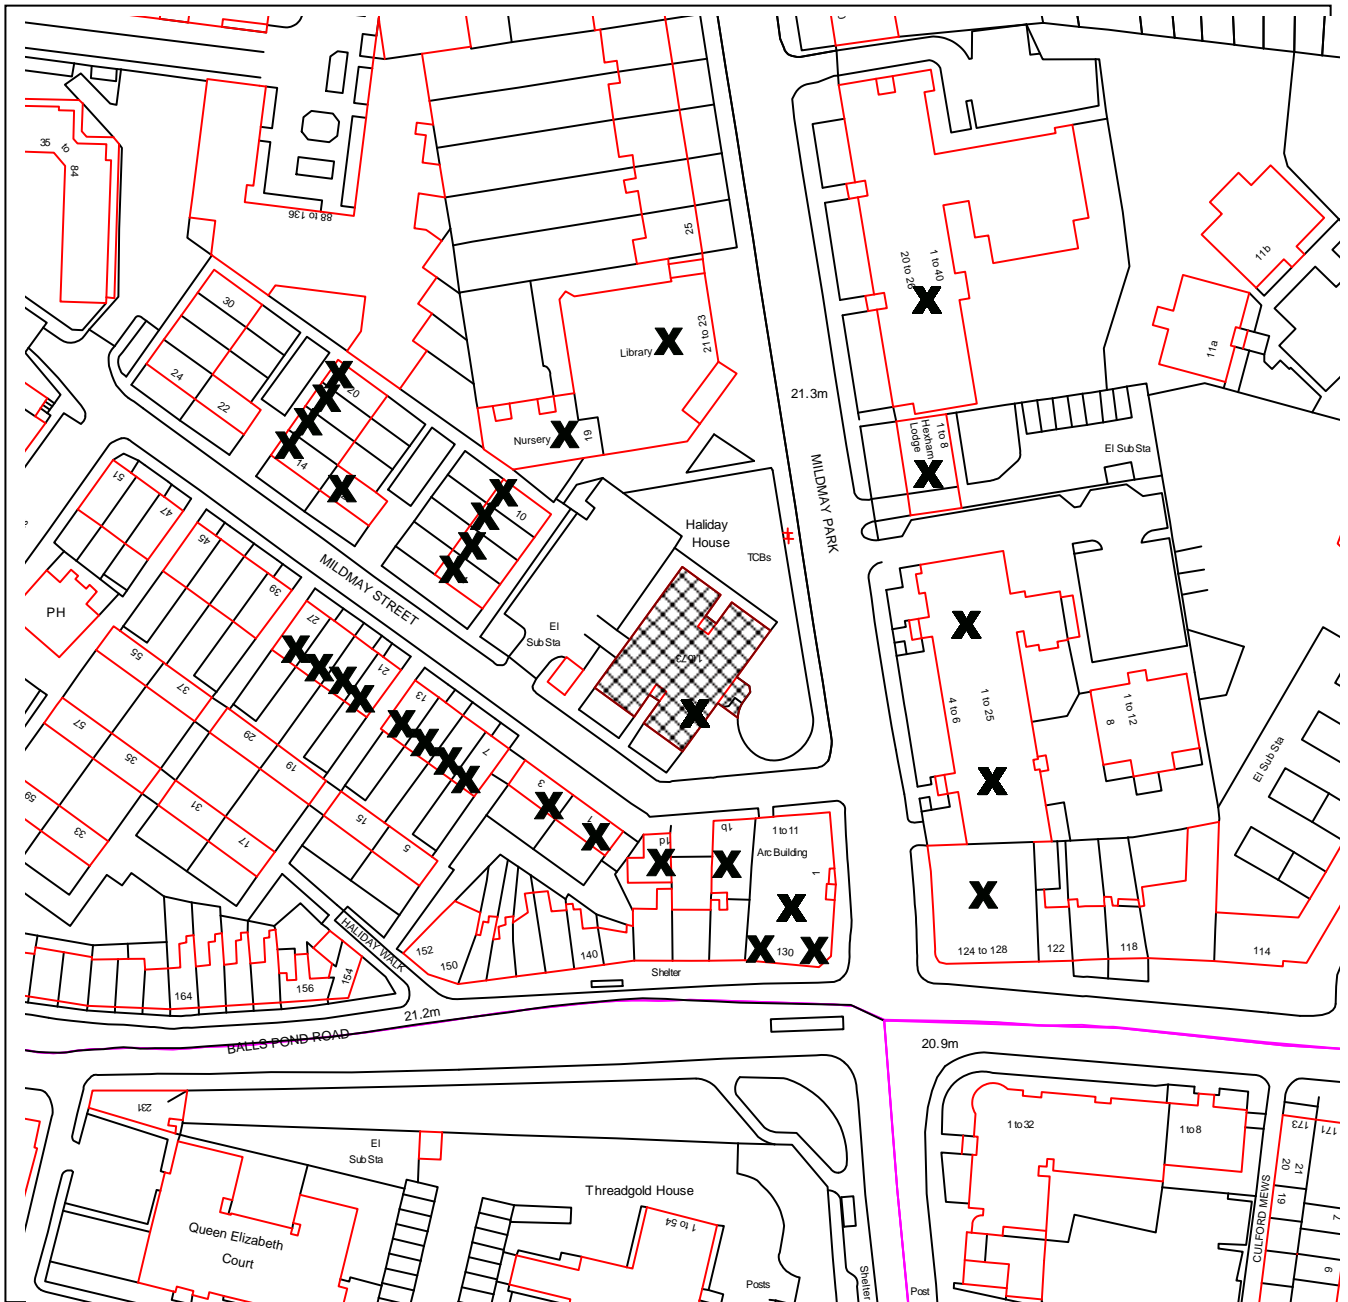 35
to
84
88 to 136
25
30
24
22
20
14
10
Library
21 to 23
Nursery
19
1 to 40
20 to 26
1 to 8
Hexham
Lodge
11b
11a
21.3m
El Sub Sta
MILDMAY PARK
Haliday
House
TCBs
El
Sub Sta
1 to 73
MILDMAY STREET
51
47
45
39
PH
27
21
13
7
3
1
55
37
29
19
15
5
57
35
31
17
59
33
1d
1b
1 to 11
Arc Building
1
130
4 to 6
1 to 25
1 to 12
8
El Sub Sta
124 to 128
122
118
114
HALIDAY WALK
152
150
140
Shelter
164
156
154
21.2m
BALLS POND ROAD
20.9m
231
El
Sub Sta
Queen Elizabeth
Court
Threadgold House
1 to 54
Posts
Shelter
Post
1 to 32
1 to 8
CULFORD MEWS
173
171
21
20
19
7
9